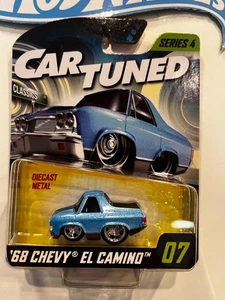 SERIES 4
CAR TUNED
CLASSICS
DIECAST
METAL
'68 CHEVY® EL CAMINO™
07